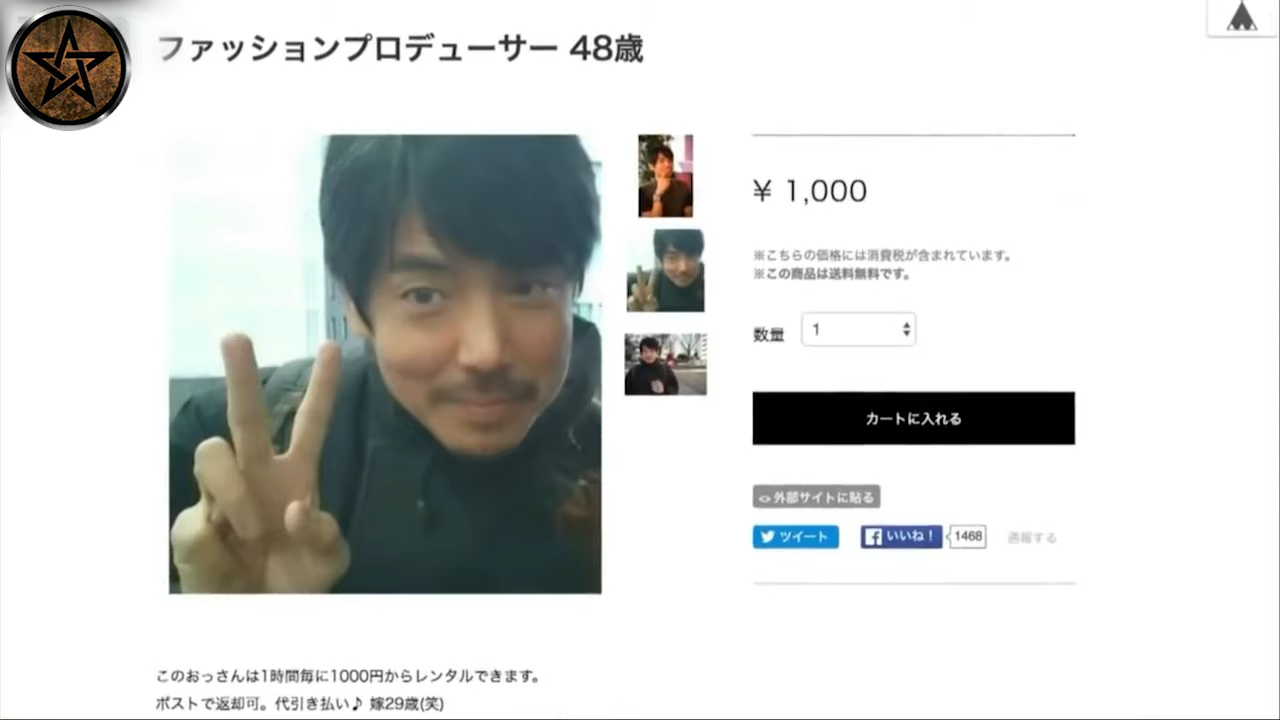 ファッションプロデューサー 48歳
¥ 1,000
※こちらの価格には消費税が含まれています。
※この商品は送料無料です。
数量 1
カートに入れる
外部サイトに貼る
ツイート いいね！ 1468 通報する
このおっさんは1時間毎に1000円からレンタルできます。
ポストで返却可。代引き払い♪ 嫁29歳(笑)